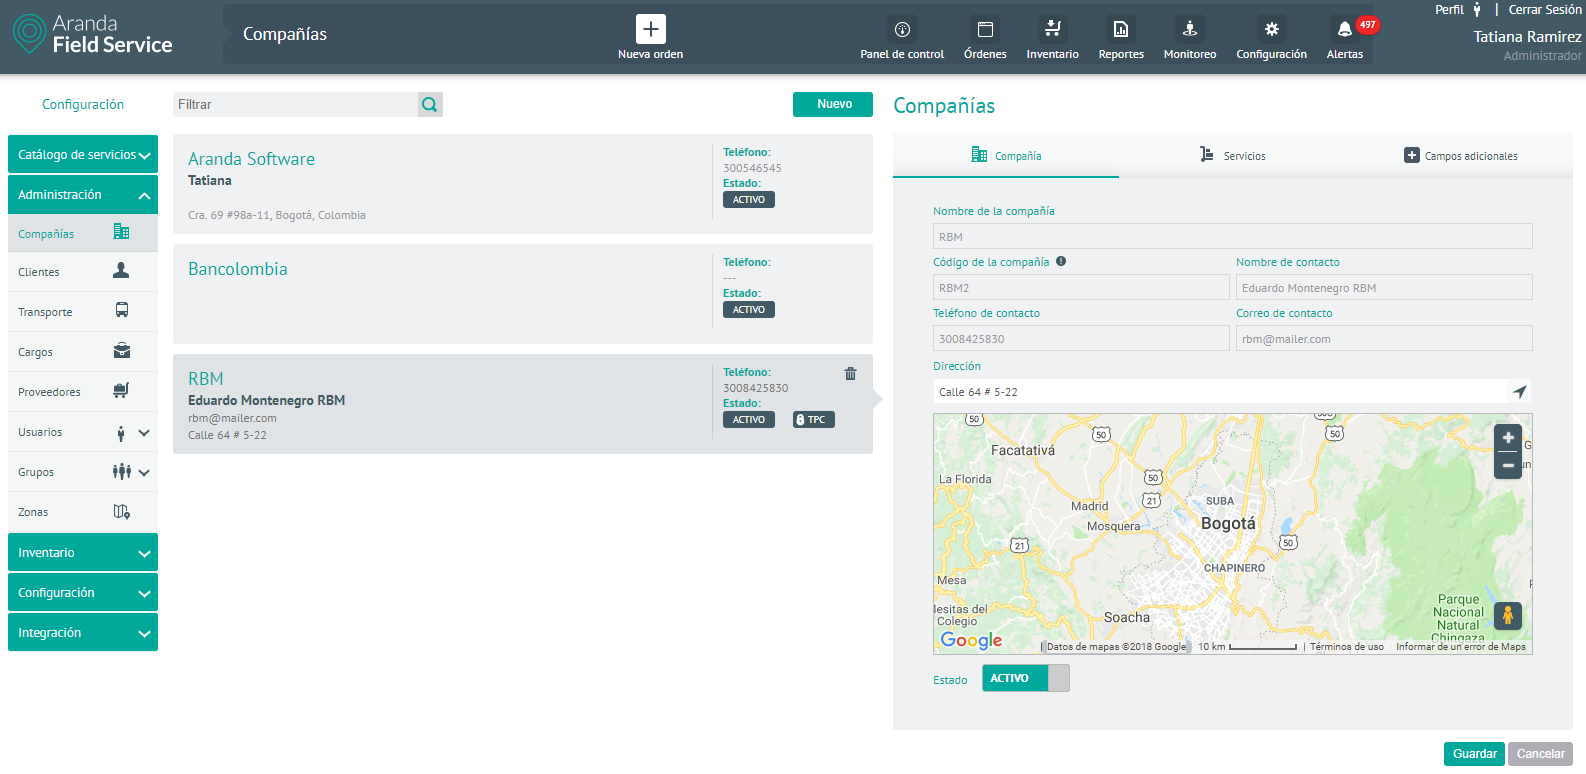 Aranda
Field Service
Compañías
Nueva orden
Panel de control
Órdenes
Inventario
Reportes
Monitoreo
Configuración
Alertas
497
Perfil | Cerrar Sesión
Tatiana Ramirez
Administrador
Configuración
Catálogo de servicios
Administración
Compañías
Clientes
Transporte
Cargos
Proveedores
Usuarios
Grupos
Zonas
Inventario
Configuración
Integración
Filtrar
Nuevo
Aranda Software
Tatiana
Cra. 69 #98a-11, Bogotá, Colombia
Teléfono:
300546545
Estado:
ACTIVO
Bancolombia
Teléfono:
---
Estado:
ACTIVO
RBM
Eduardo Montenegro RBM
rbm@mailer.com
Calle 64 # 5-22
Teléfono:
3008425830
Estado:
ACTIVO
TPC
Compañías
Compañía
Servicios
Campos adicionales
Nombre de la compañía
RBM
Código de la compañía
Nombre de contacto
RBM2
Eduardo Montenegro RBM
Teléfono de contacto
Correo de contacto
3008425830
rbm@mailer.com
Dirección
Calle 64 # 5-22
50
50
50
Facatativá
La Florida
50
21
Madrid
SUBA
Mosquera
Bogotá
21
50
CHAPINERO
Mesa
Parque
Nacional
Natural
Chingaza
lesitas del
Colegio
Soacha
Google
Datos de mapas ©2018 Google
10 km
Términos de uso
Informar de un error de Maps
Estado
ACTIVO
Guardar
Cancelar